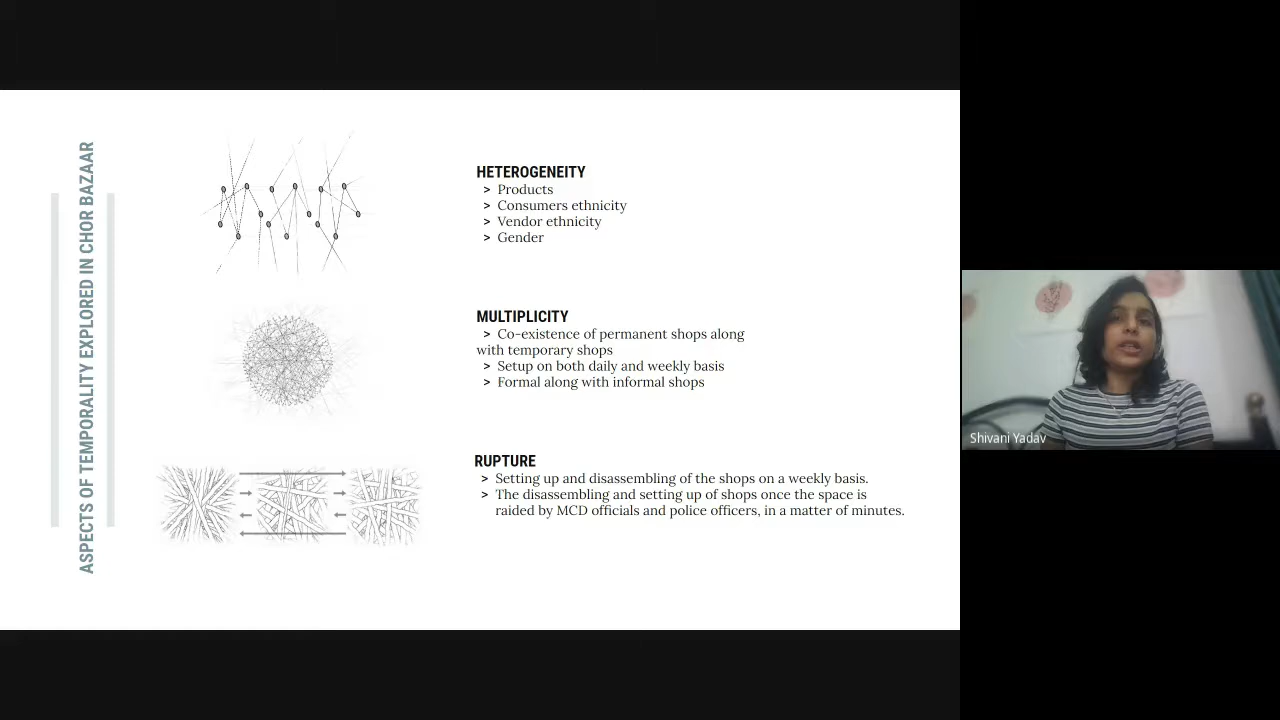 ASPECTS OF TEMPORALITY EXPLORED IN CHOR BAZAAR
HETEROGENEITY
> Products
> Consumers ethnicity
> Vendor ethnicity
> Gender
MULTIPLICITY
> Co-existence of permanent shops along
with temporary shops
> Setup on both daily and weekly basis
> Formal along with informal shops
RUPTURE
> Setting up and disassembling of the shops on a weekly basis.
> The disassembling and setting up of shops once the space is
raided by MCD officials and police officers, in a matter of minutes.
Shivani Yadav